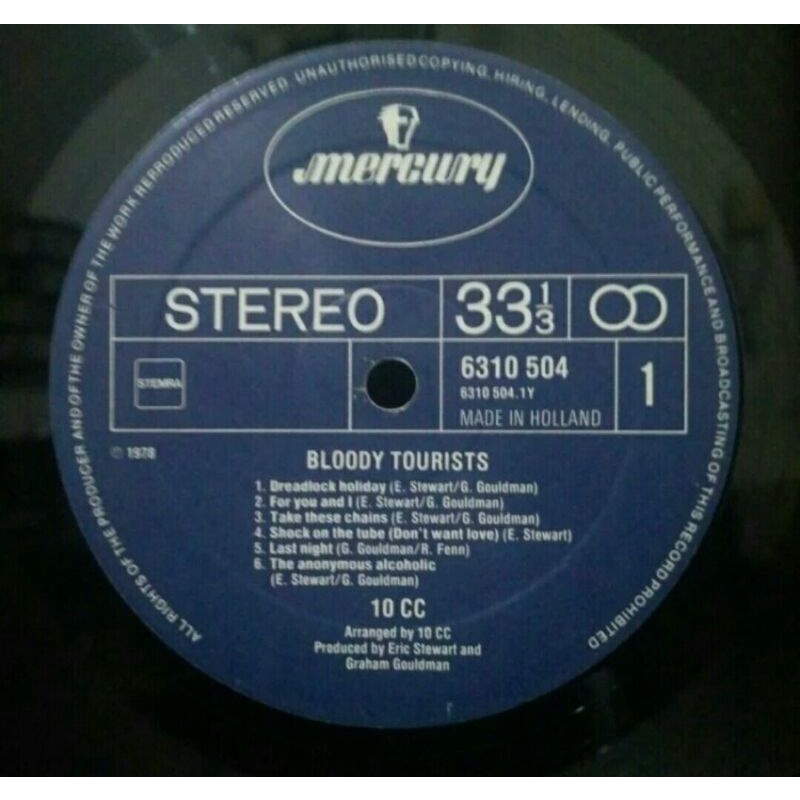 ALL RIGHTS OF THE PRODUCER AND OF THE OWNER OF THE WORK REPRODUCED RESERVED. UNAUTHORISED COPYING, HIRING, LENDING, PUBLIC PERFORMANCE AND BROADCASTING OF THIS RECORD PROHIBITED
mercury
STEREO
33 1/3
STEMRA
6310 504
6310 504.1Y
MADE IN HOLLAND
1
℗ 1978
BLOODY TOURISTS
1. Dreadlock holiday (E. Stewart/G. Gouldman)
2. For you and I (E. Stewart/G. Gouldman)
3. Take these chains (E. Stewart/G. Gouldman)
4. Shock on the tube (Don't want love) (E. Stewart)
5. Last night (G. Gouldman/R. Fenn)
6. The anonymous alcoholic
(E. Stewart/G. Gouldman)
10 CC
Arranged by 10 CC
Produced by Eric Stewart and
Graham Gouldman